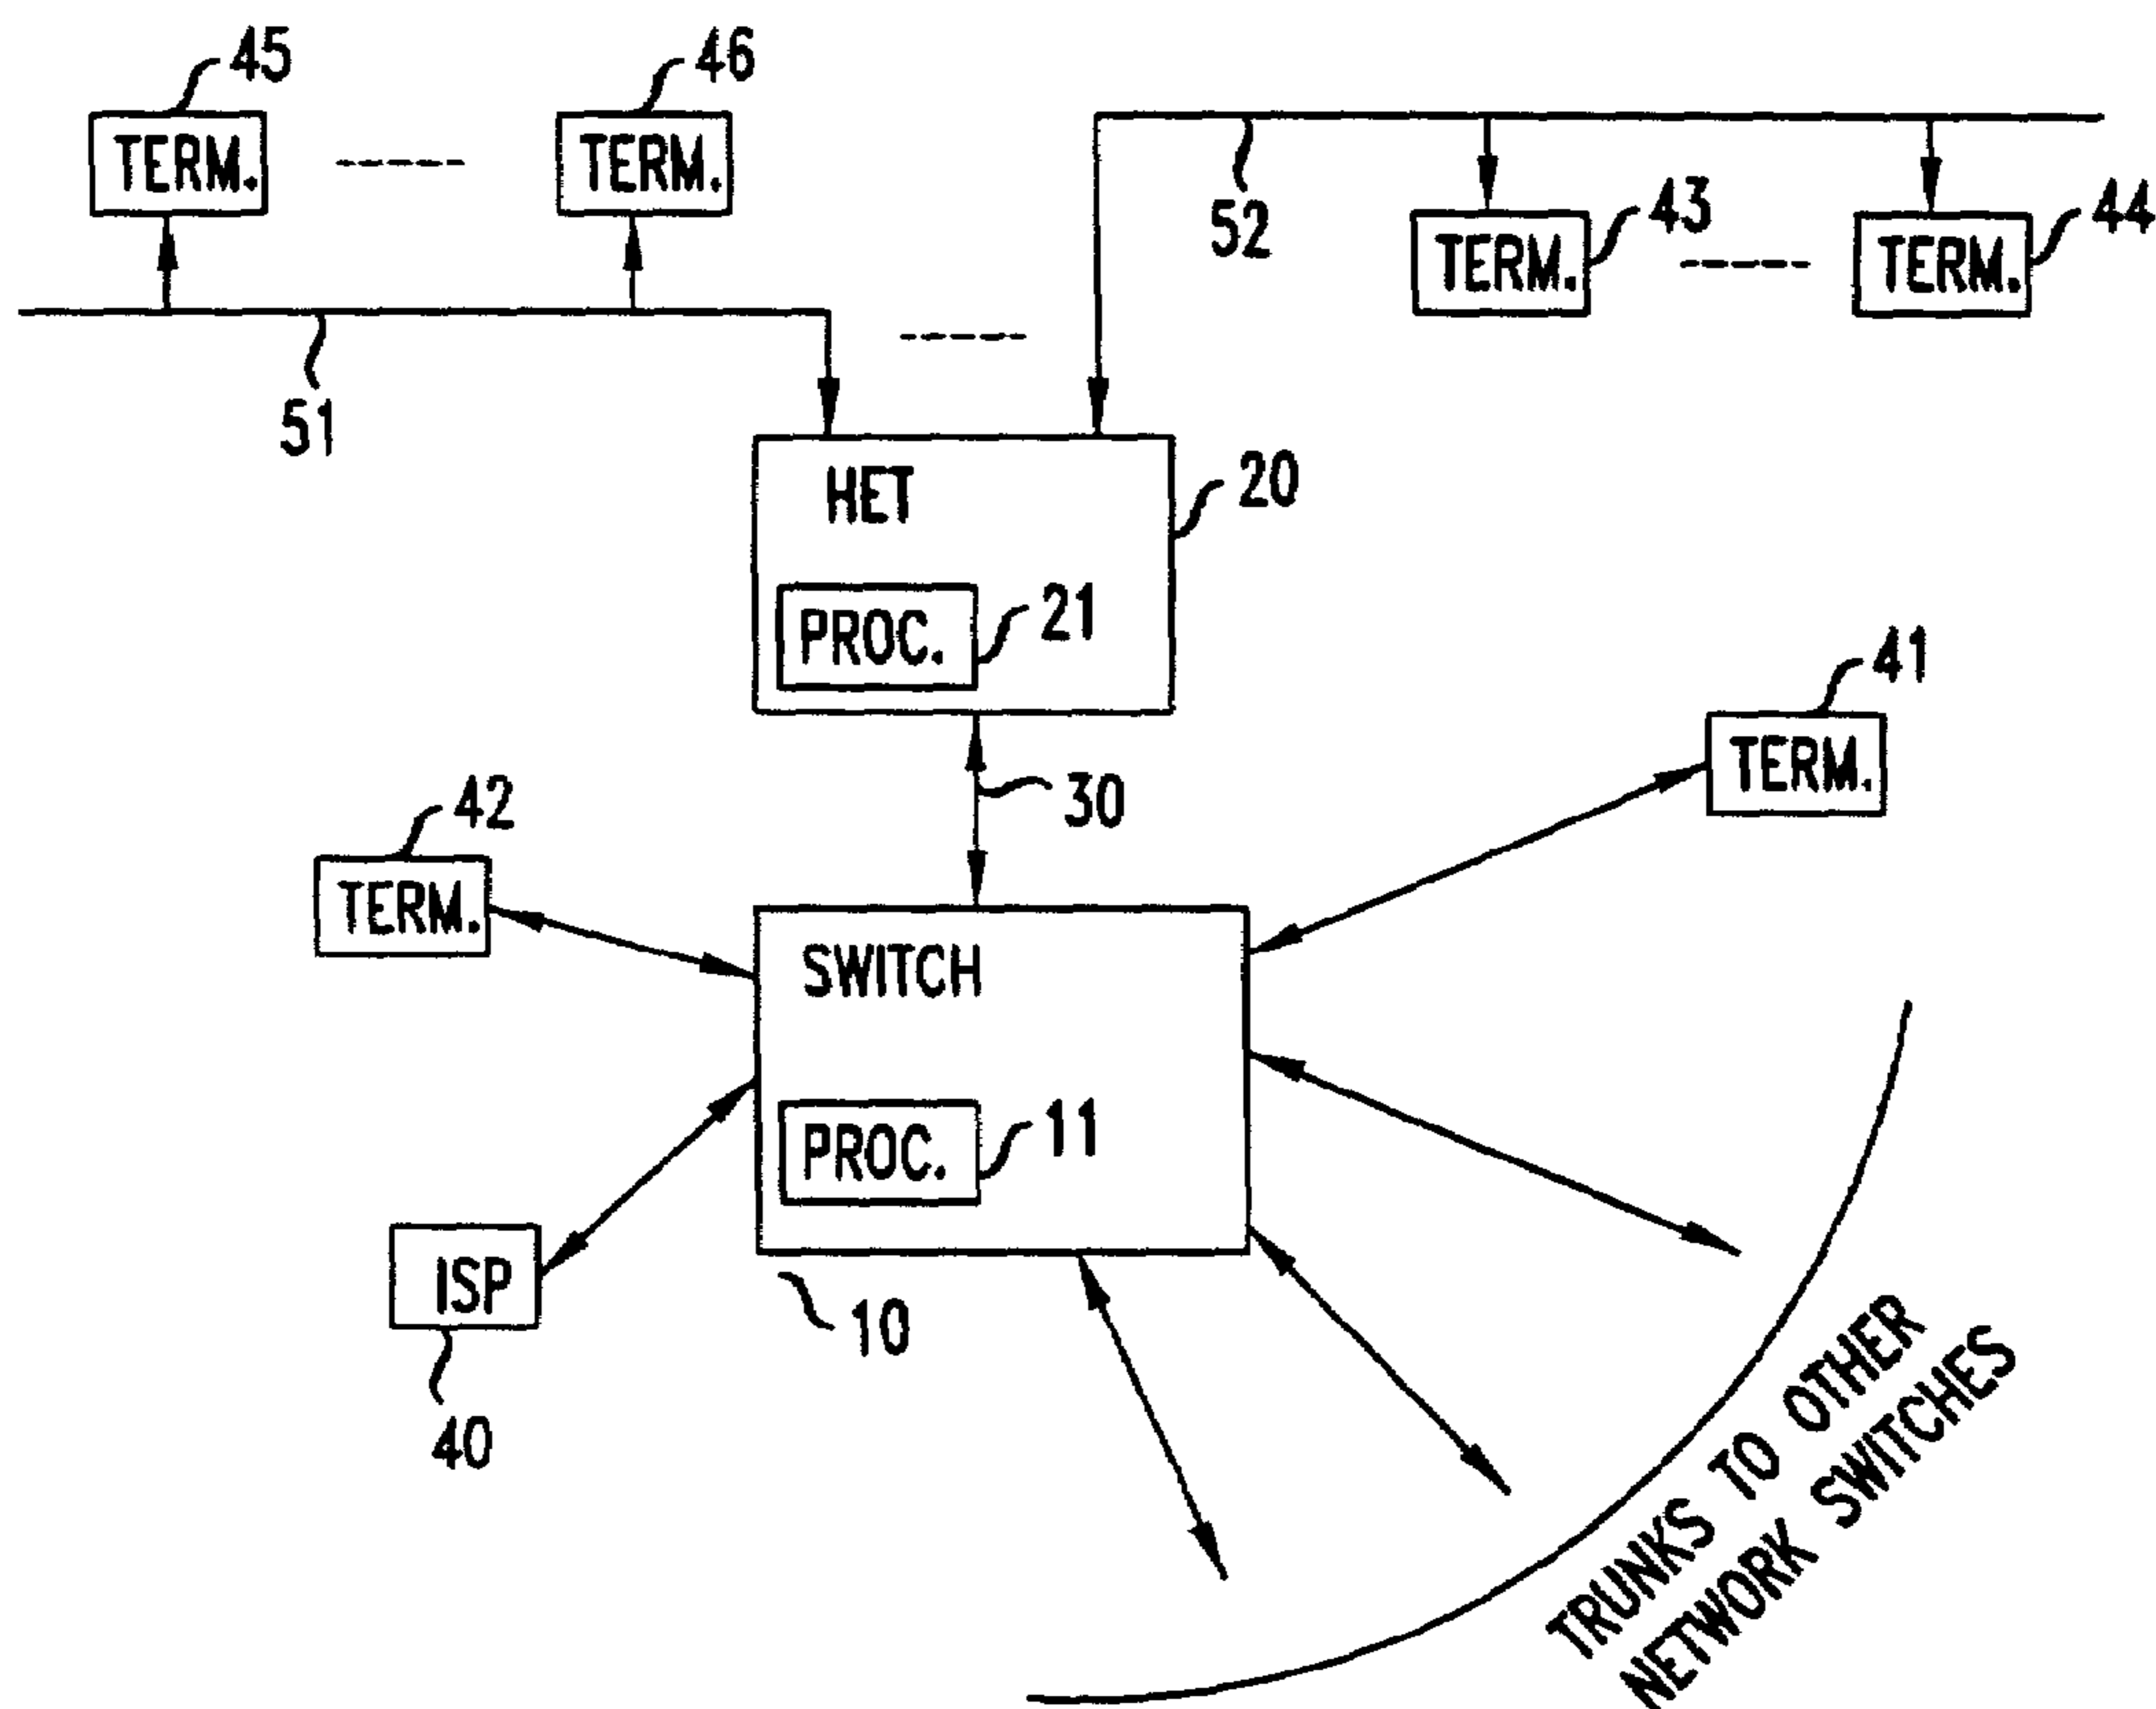 45
46
TERM.
TERM.
52
43
44
TERM.
TERM.
51
HET
20
PROC.
21
41
TERM.
30
42
TERM.
SWITCH
PROC.
11
ISP
10
40
TRUNKS TO OTHER
NETWORK SWITCHES